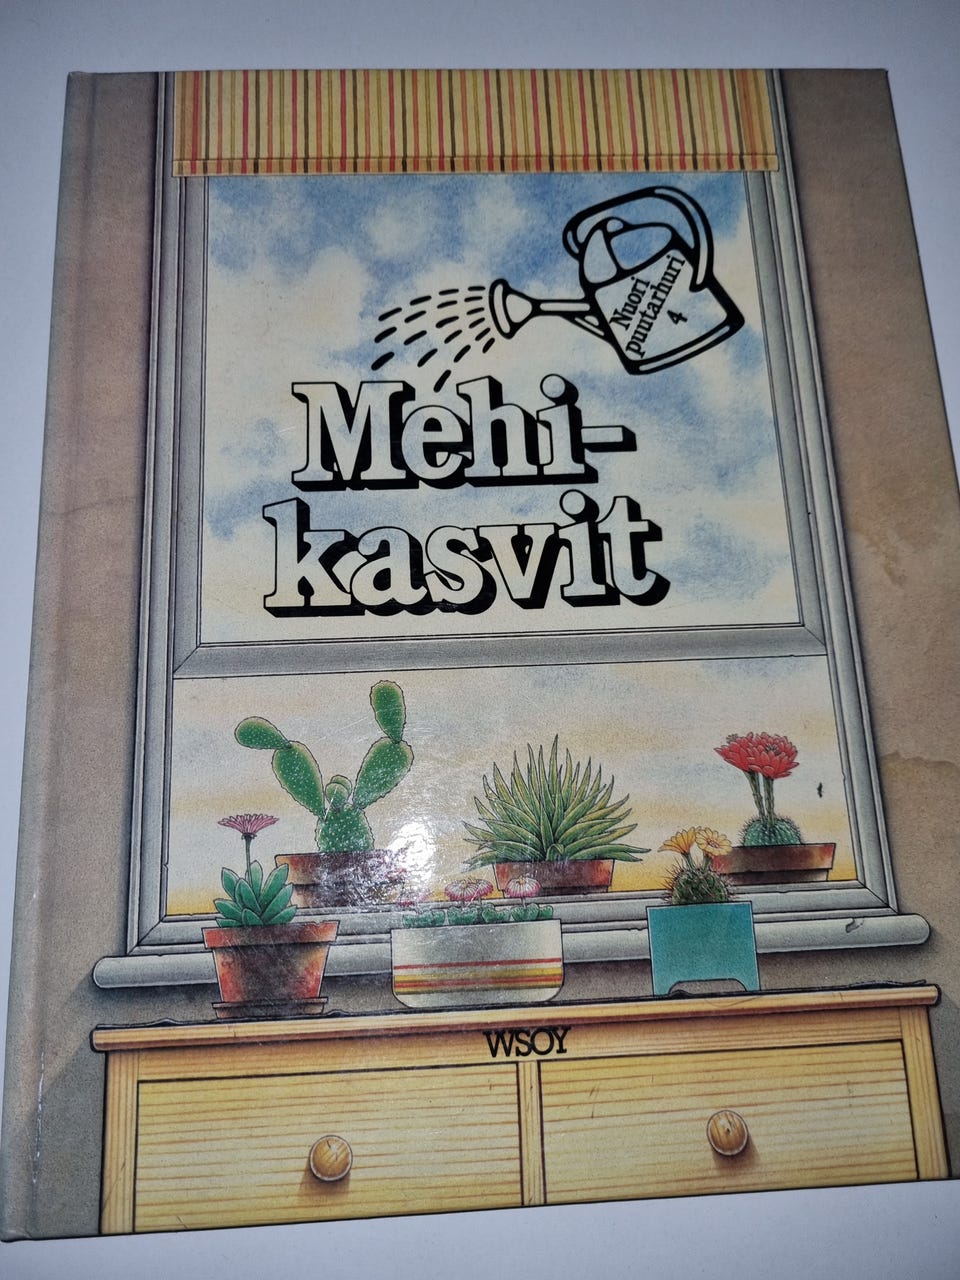 Nuori
puutarhuri
4
Mehi-
kasvit
WSOY